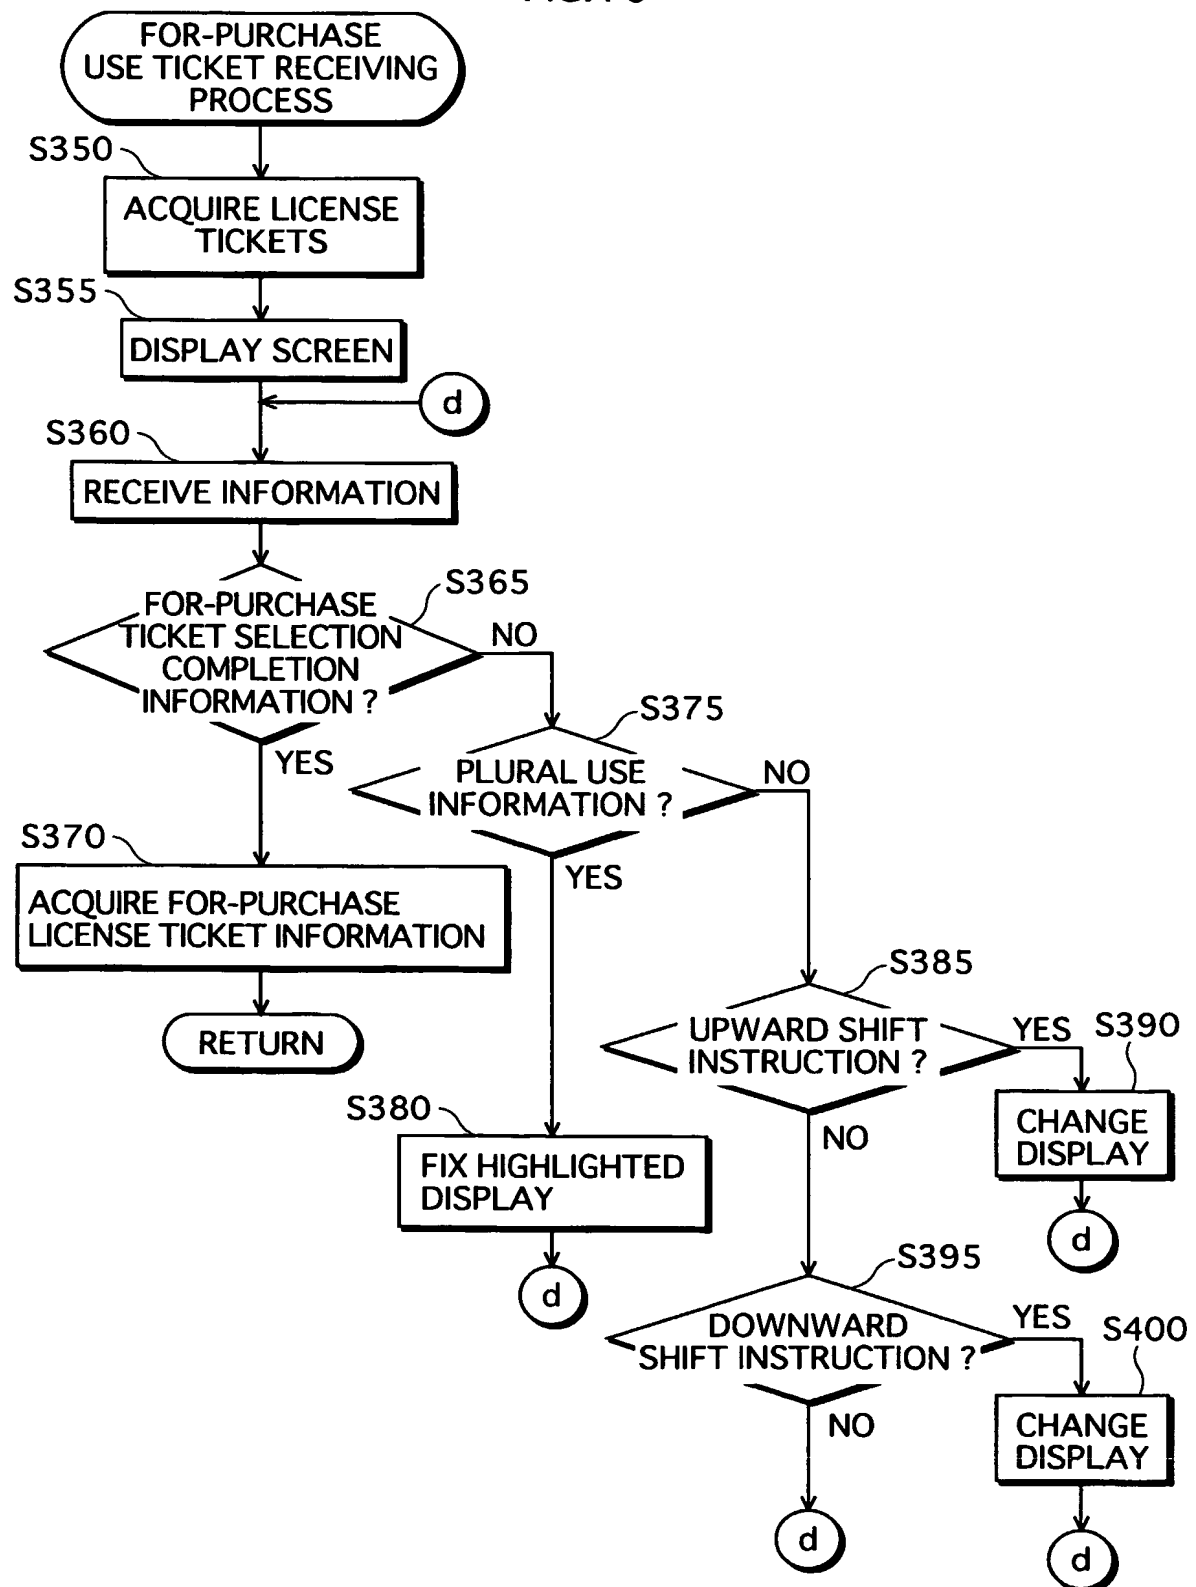 FOR-PURCHASE
USE TICKET RECEIVING
PROCESS
S350
ACQUIRE LICENSE
TICKETS
S355
DISPLAY SCREEN
d
S360
RECEIVE INFORMATION
S365
FOR-PURCHASE
TICKET SELECTION
COMPLETION
INFORMATION ?
NO
YES
S375
PLURAL USE
INFORMATION ?
NO
YES
S370
ACQUIRE FOR-PURCHASE
LICENSE TICKET INFORMATION
RETURN
S385
UPWARD SHIFT
INSTRUCTION ?
YES
NO
S390
CHANGE
DISPLAY
d
S380
FIX HIGHLIGHTED
DISPLAY
d
S395
DOWNWARD
SHIFT INSTRUCTION ?
YES
NO
S400
CHANGE
DISPLAY
d
d